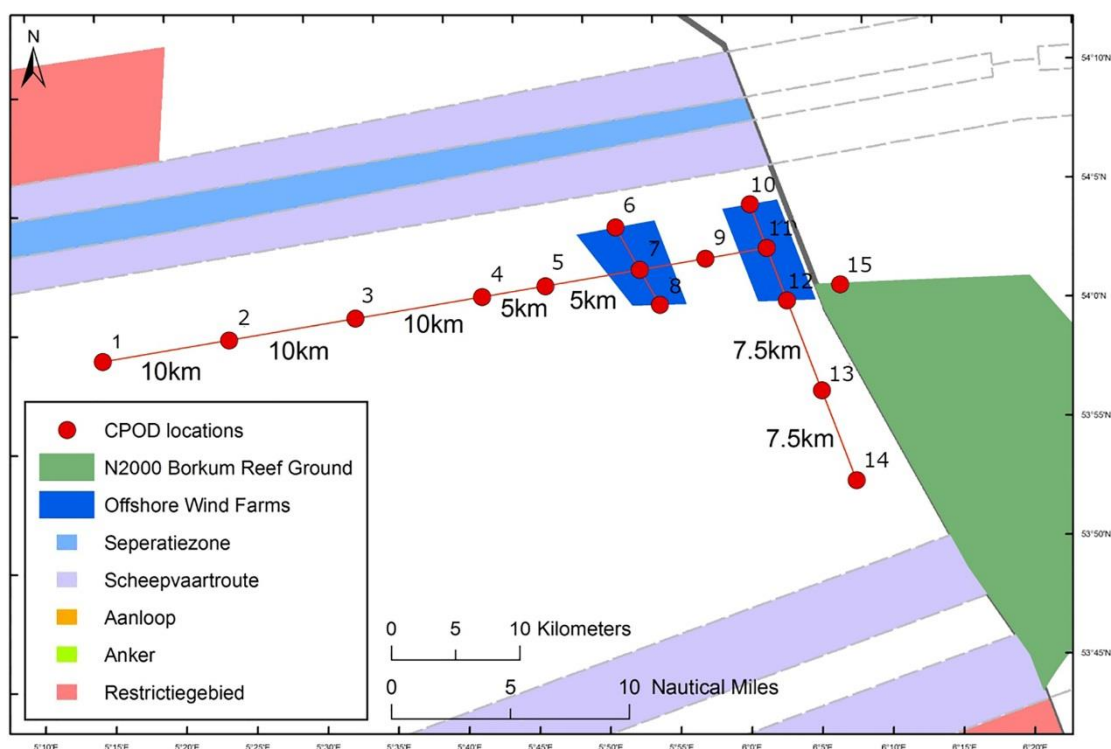 N
54°10'N
54°5'N
54°0'N
53°55'N
53°50'N
53°45'N
1
2
3
4
5
6
7
8
9
10
11
12
13
14
15
10km
10km
10km
5km
5km
7.5km
7.5km
CPOD locations
N2000 Borkum Reef Ground
Offshore Wind Farms
Seperatiezone
Scheepvaartroute
Aanloop
Anker
Restrictiegebied
0 5 10 Kilometers
0 5 10 Nautical Miles
5°10'E 5°20'E 5°25'E 5°30'E 5°35'E 5°40'E 5°45'E 5°50'E 5°55'E 6°0'E 6°5'E 6°10'E 6°15'E 6°20'E